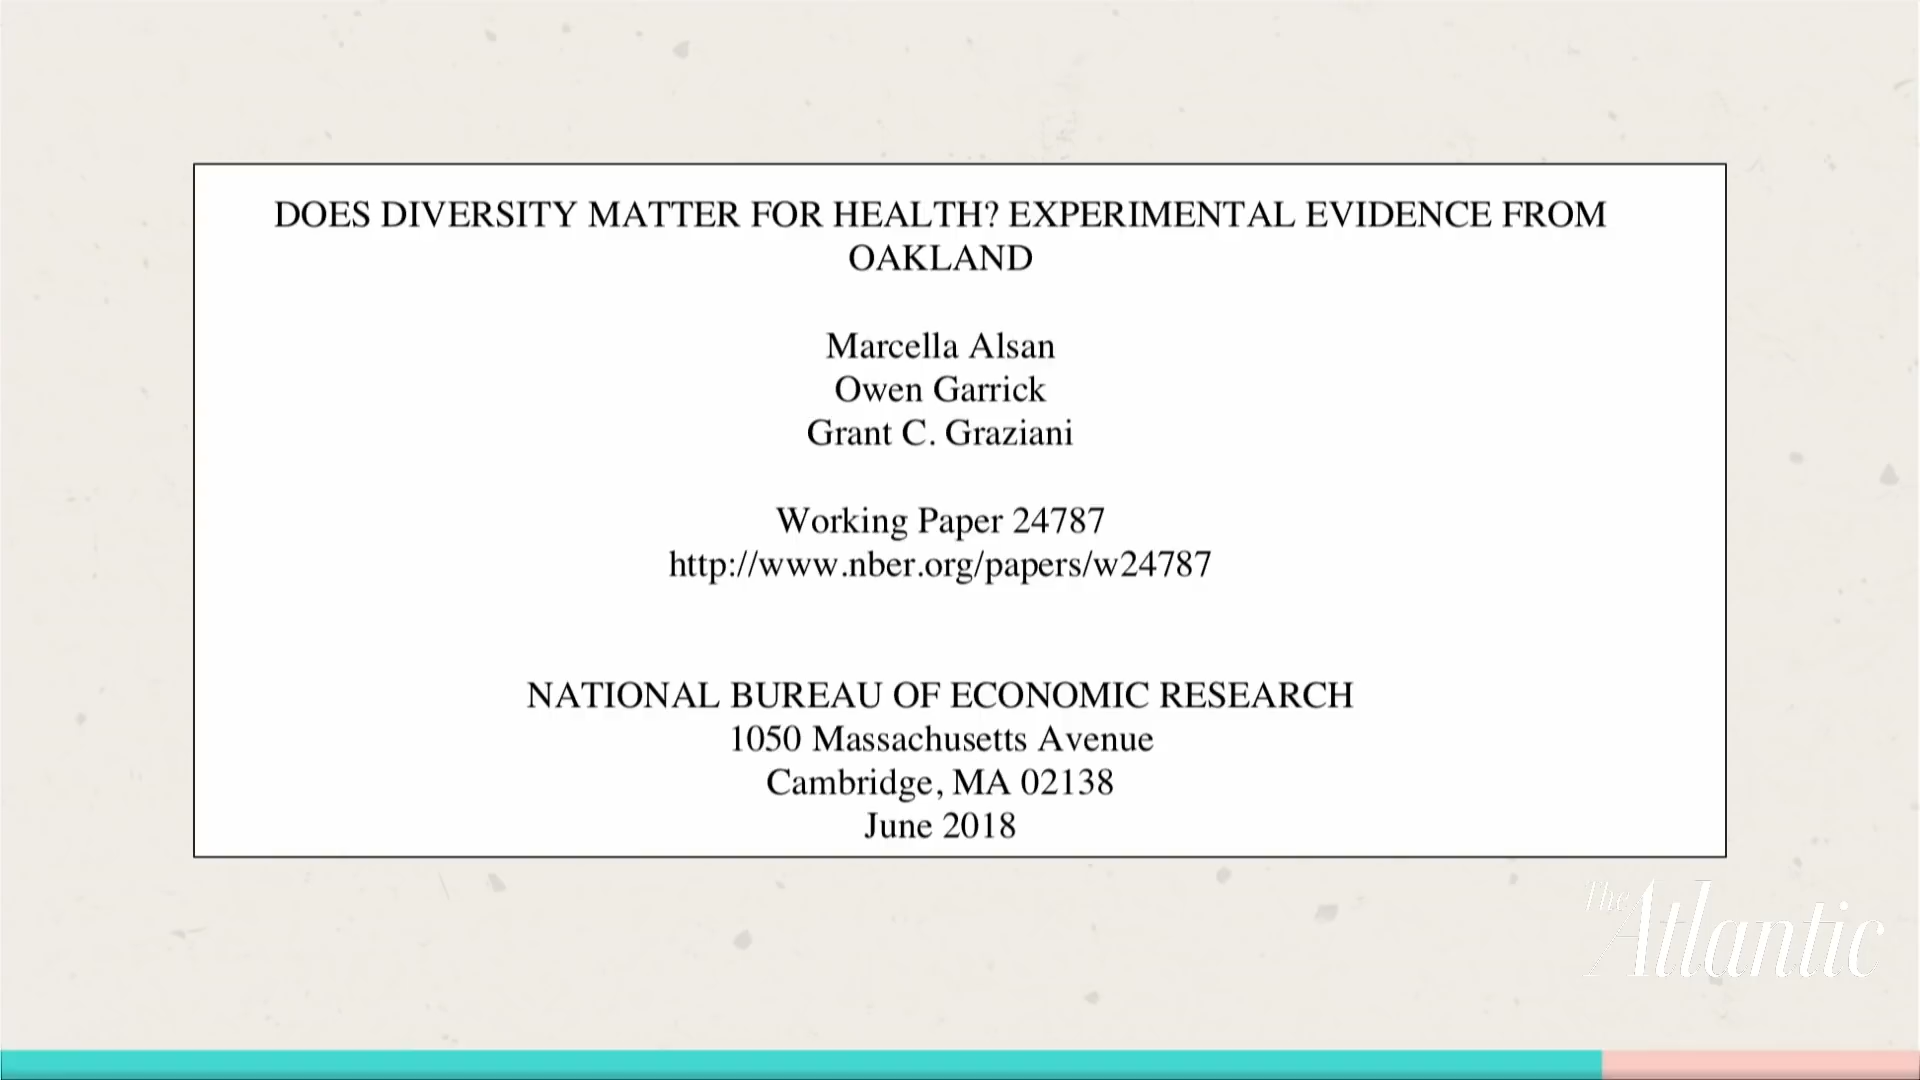 DOES DIVERSITY MATTER FOR HEALTH? EXPERIMENTAL EVIDENCE FROM
OAKLAND
Marcella Alsan
Owen Garrick
Grant C. Graziani
Working Paper 24787
http://www.nber.org/papers/w24787
NATIONAL BUREAU OF ECONOMIC RESEARCH
1050 Massachusetts Avenue
Cambridge, MA 02138
June 2018
The
Atlantic